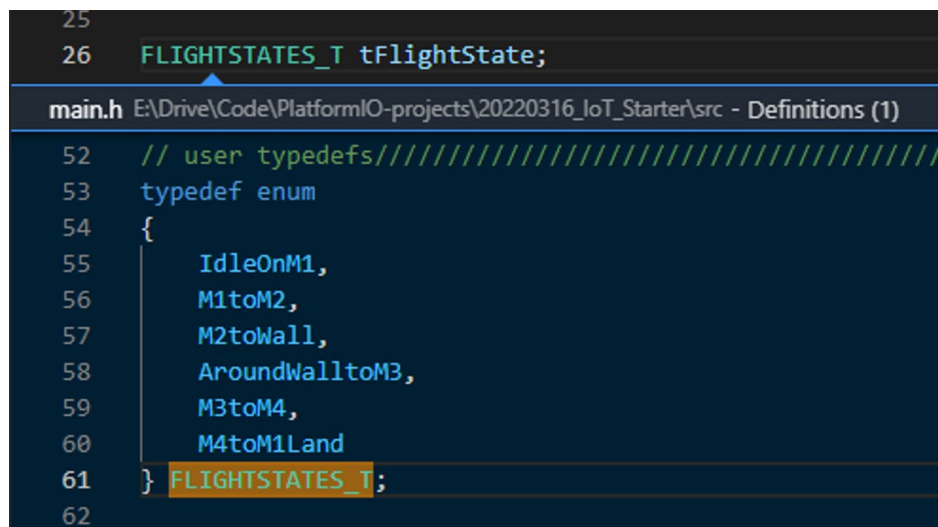 25
26 FLIGHTSTATES_T tFlightState;
main.h E:\Drive\Code\PlatformIO-projects\20220316_IoT_Starter\src - Definitions (1)
52 // user typedefs///////////////////////////////////////
53 typedef enum
54 {
55 IdleOnM1,
56 M1toM2,
57 M2toWall,
58 AroundWalltoM3,
59 M3toM4,
60 M4toM1Land
61 } FLIGHTSTATES_T;
62